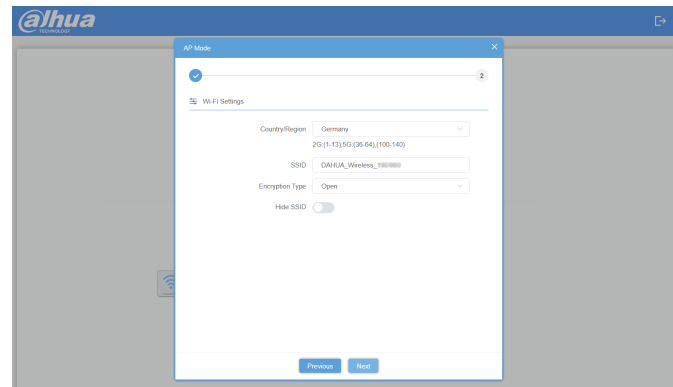 alhua
TECHNOLOGY
AP Mode
2
Wi-Fi Settings
Country/Region Germany
2G:(1-13);5G:(36-64),(100-140)
SSID DAHUA_Wireless_
Encryption Type Open
Hide SSID
Previous Next